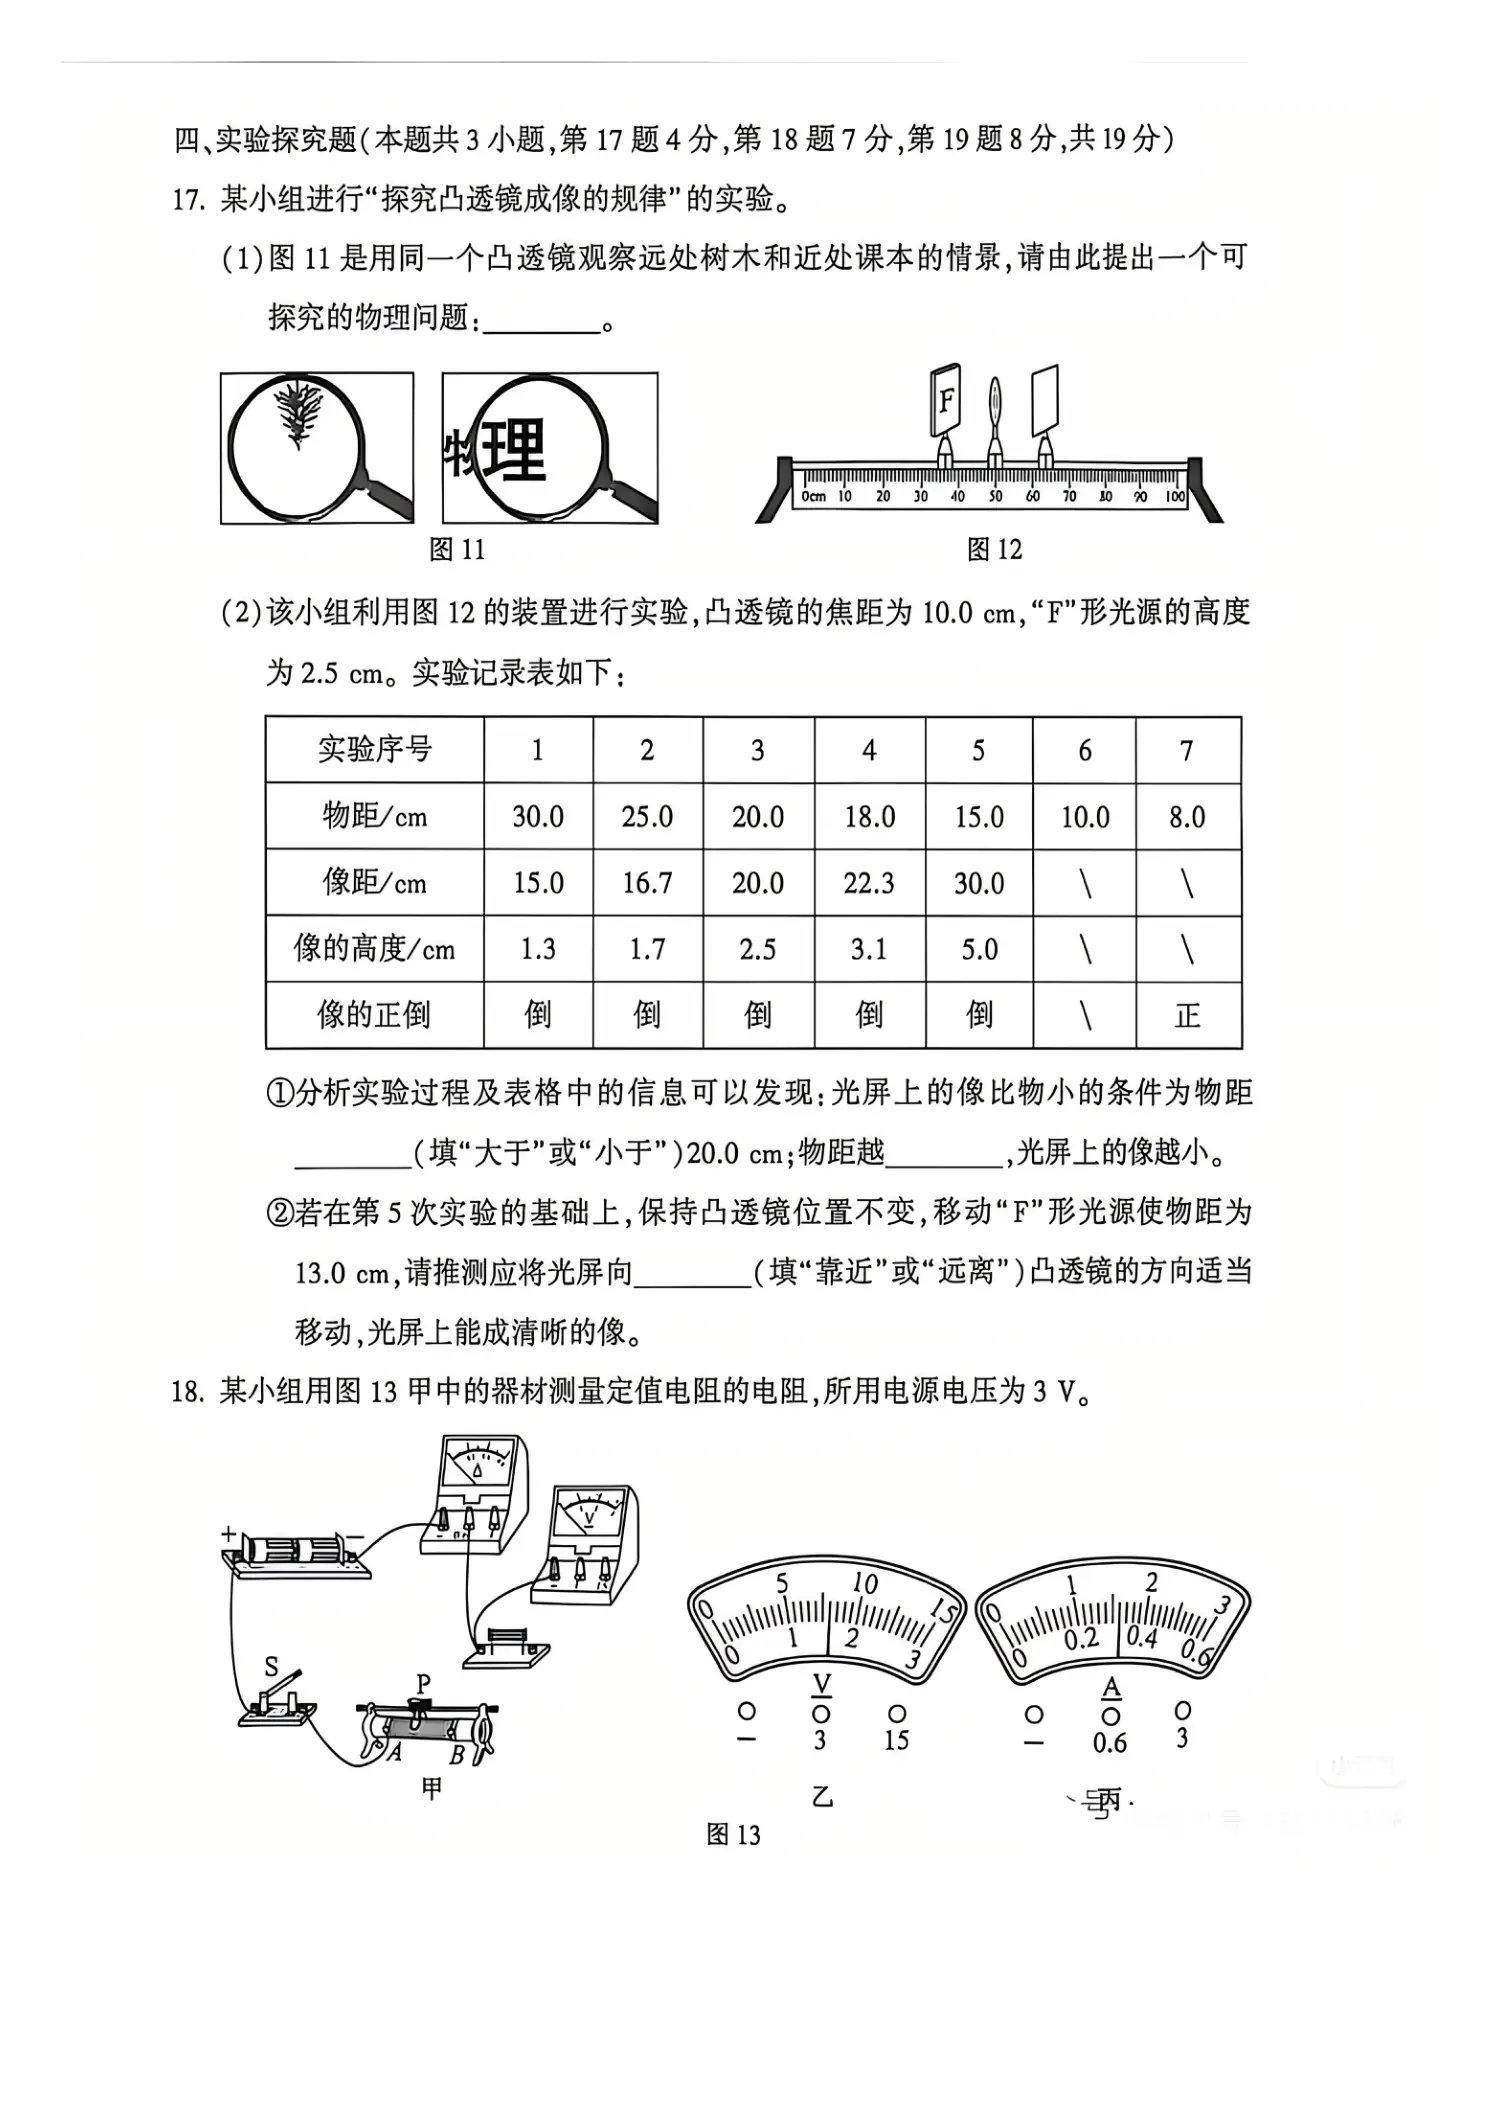 四、实验探究题(本题共3小题,第17题4分,第18题7分,第19题8分,共19分)
17. 某小组进行“探究凸透镜成像的规律”的实验。
(1)图11是用同一个凸透镜观察远处树木和近处课本的情景,请由此提出一个可
探究的物理问题:________。
物理
F
0cm 10 20 30 40 50 60 70 80 90 100
图11
图12
(2)该小组利用图12的装置进行实验,凸透镜的焦距为10.0 cm,“F”形光源的高度
为2.5 cm。实验记录表如下:
实验序号 1 2 3 4 5 6 7
物距/cm 30.0 25.0 20.0 18.0 15.0 10.0 8.0
像距/cm 15.0 16.7 20.0 22.3 30.0 \ \
像的高度/cm 1.3 1.7 2.5 3.1 5.0 \ \
像的正倒 倒 倒 倒 倒 倒 \ 正
①分析实验过程及表格中的信息可以发现:光屏上的像比物小的条件为物距
________(填“大于”或“小于”)20.0 cm;物距越________,光屏上的像越小。
②若在第5次实验的基础上,保持凸透镜位置不变,移动“F”形光源使物距为
13.0 cm,请推测应将光屏向________(填“靠近”或“远离”)凸透镜的方向适当
移动,光屏上能成清晰的像。
18. 某小组用图13甲中的器材测量定值电阻的电阻,所用电源电压为3 V。
+ −
A
V
S
P
A B
甲
0 5 10 15
0 1 2 3
V
− 3 15
乙
0 1 2 3
0 0.2 0.4 0.6
A
− 0.6 3
丙
图13